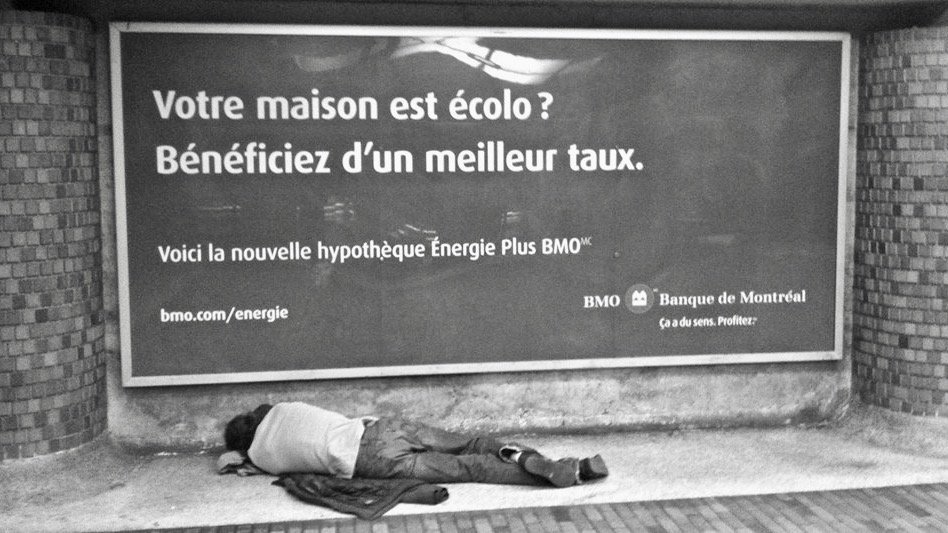 Votre maison est écolo ?
Bénéficiez d'un meilleur taux.
Voici la nouvelle hypothèque Énergie Plus BMO MC
bmo.com/energie
BMO Banque de Montréal
Ça a du sens. Profitez.